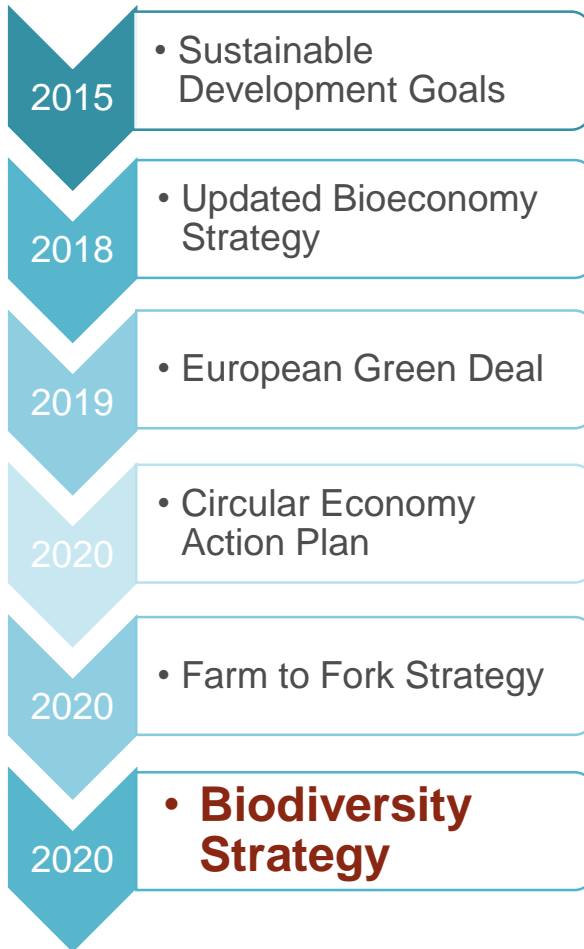 2015
• Sustainable
Development Goals
2018
• Updated Bioeconomy
Strategy
2019
• European Green Deal
2020
• Circular Economy
Action Plan
2020
• Farm to Fork Strategy
2020
• Biodiversity
Strategy